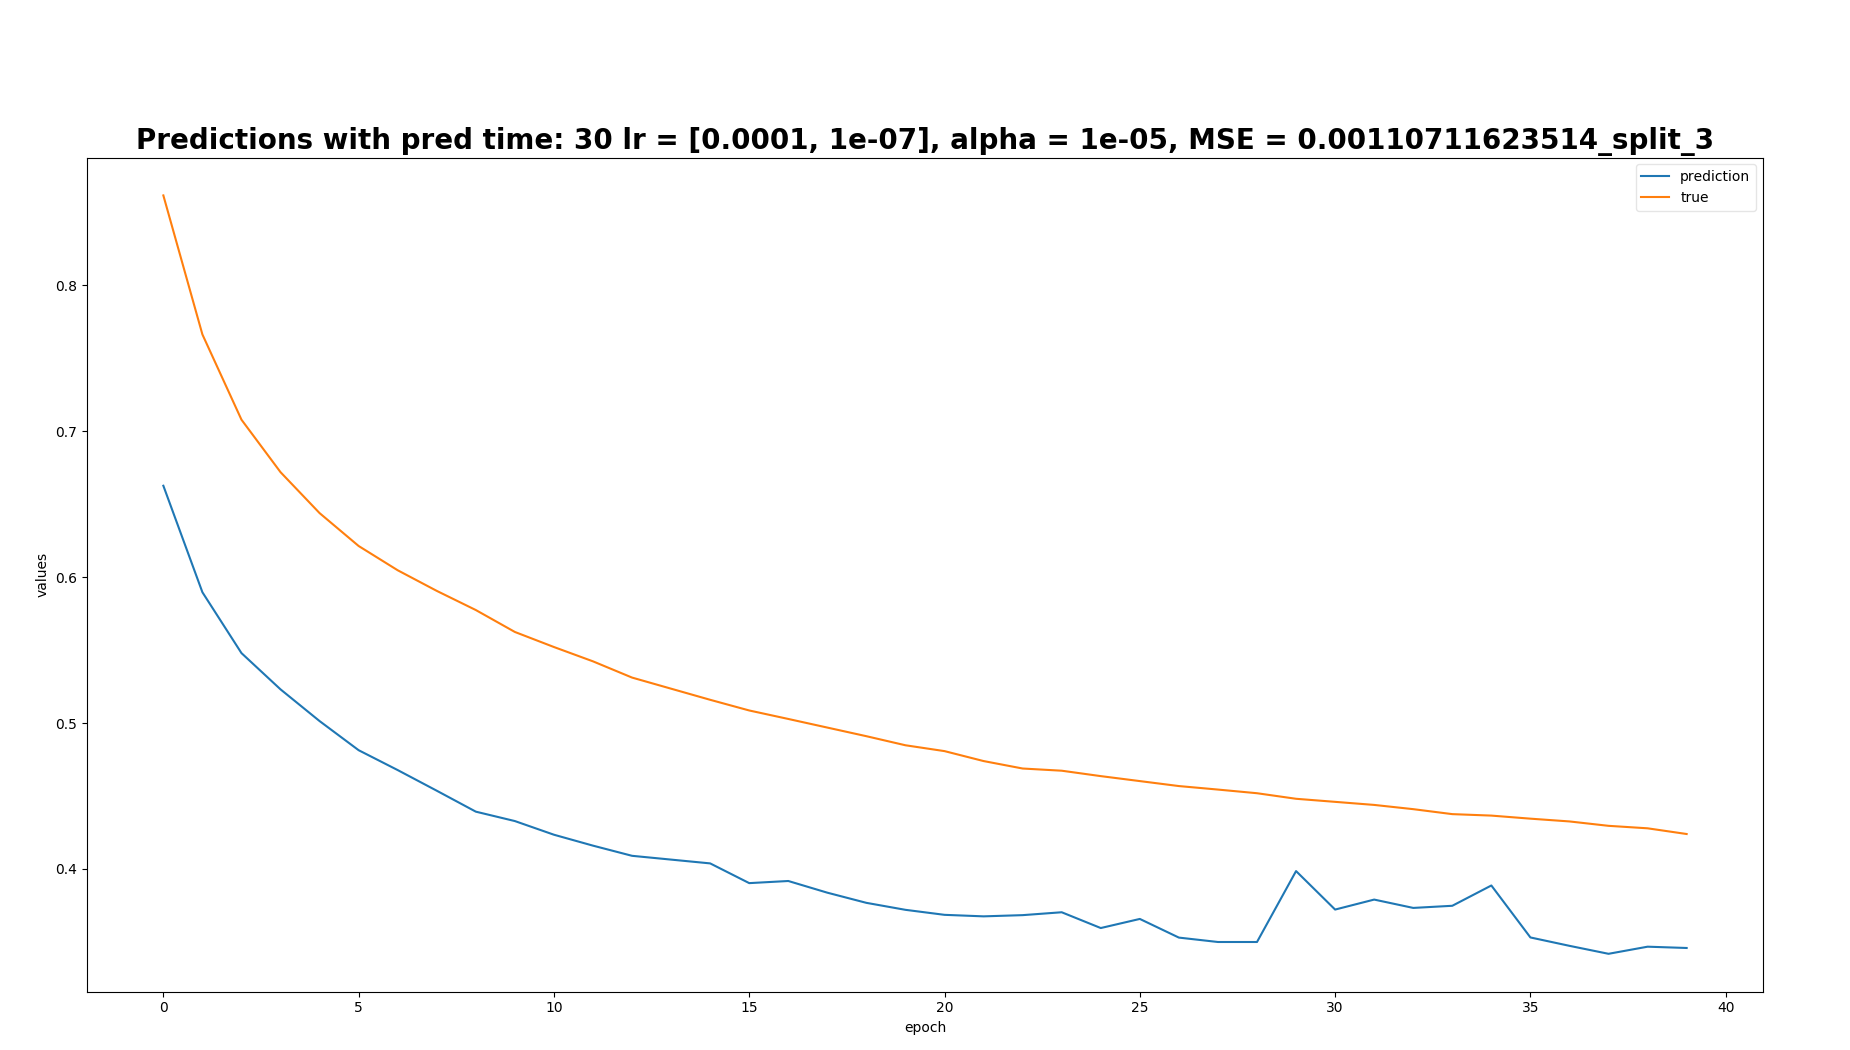 Predictions with pred time: 30 lr = [0.0001, 1e-07], alpha = 1e-05, MSE = 0.00110711623514_split_3
prediction
true
0.8
0.7
0.6
0.5
0.4
values
0 5 10 15 20 25 30 35 40
epoch